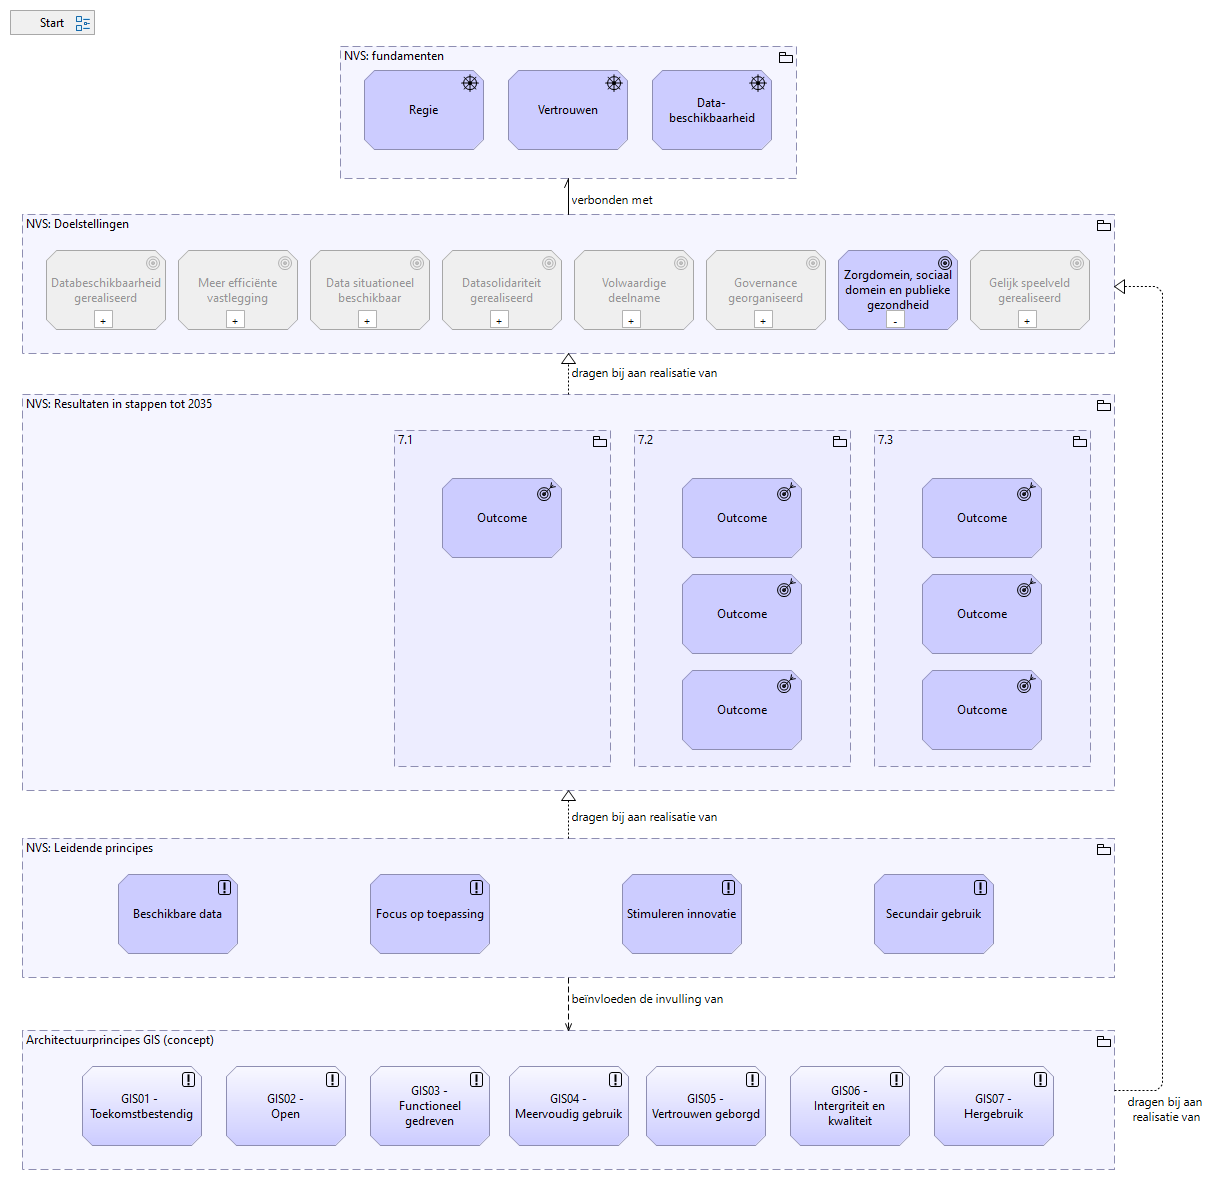 Start
NVS: fundamenten
Regie
Vertrouwen
Data-
beschikbaarheid
verbonden met
NVS: Doelstellingen
Databeschikbaarheid
gerealiseerd
+
Meer efficiënte
vastlegging
+
Data situationeel
beschikbaar
+
Datasolidariteit
gerealiseerd
+
Volwaardige
deelname
+
Governance
georganiseerd
+
Zorgdomein, sociaal
domein en publieke
gezondheid
-
Gelijk speelveld
gerealiseerd
+
dragen bij aan realisatie van
NVS: Resultaten in stappen tot 2035
7.1
Outcome
7.2
Outcome
Outcome
Outcome
7.3
Outcome
Outcome
Outcome
dragen bij aan realisatie van
NVS: Leidende principes
Beschikbare data
Focus op toepassing
Stimuleren innovatie
Secundair gebruik
beïnvloeden de invulling van
Architectuurprincipes GIS (concept)
GIS01 -
Toekomstbestendig
GIS02 -
Open
GIS03 -
Functioneel
gedreven
GIS04 -
Meervoudig gebruik
GIS05 -
Vertrouwen geborgd
GIS06 -
Intergriteit en
kwaliteit
GIS07 -
Hergebruik
dragen bij aan
realisatie van